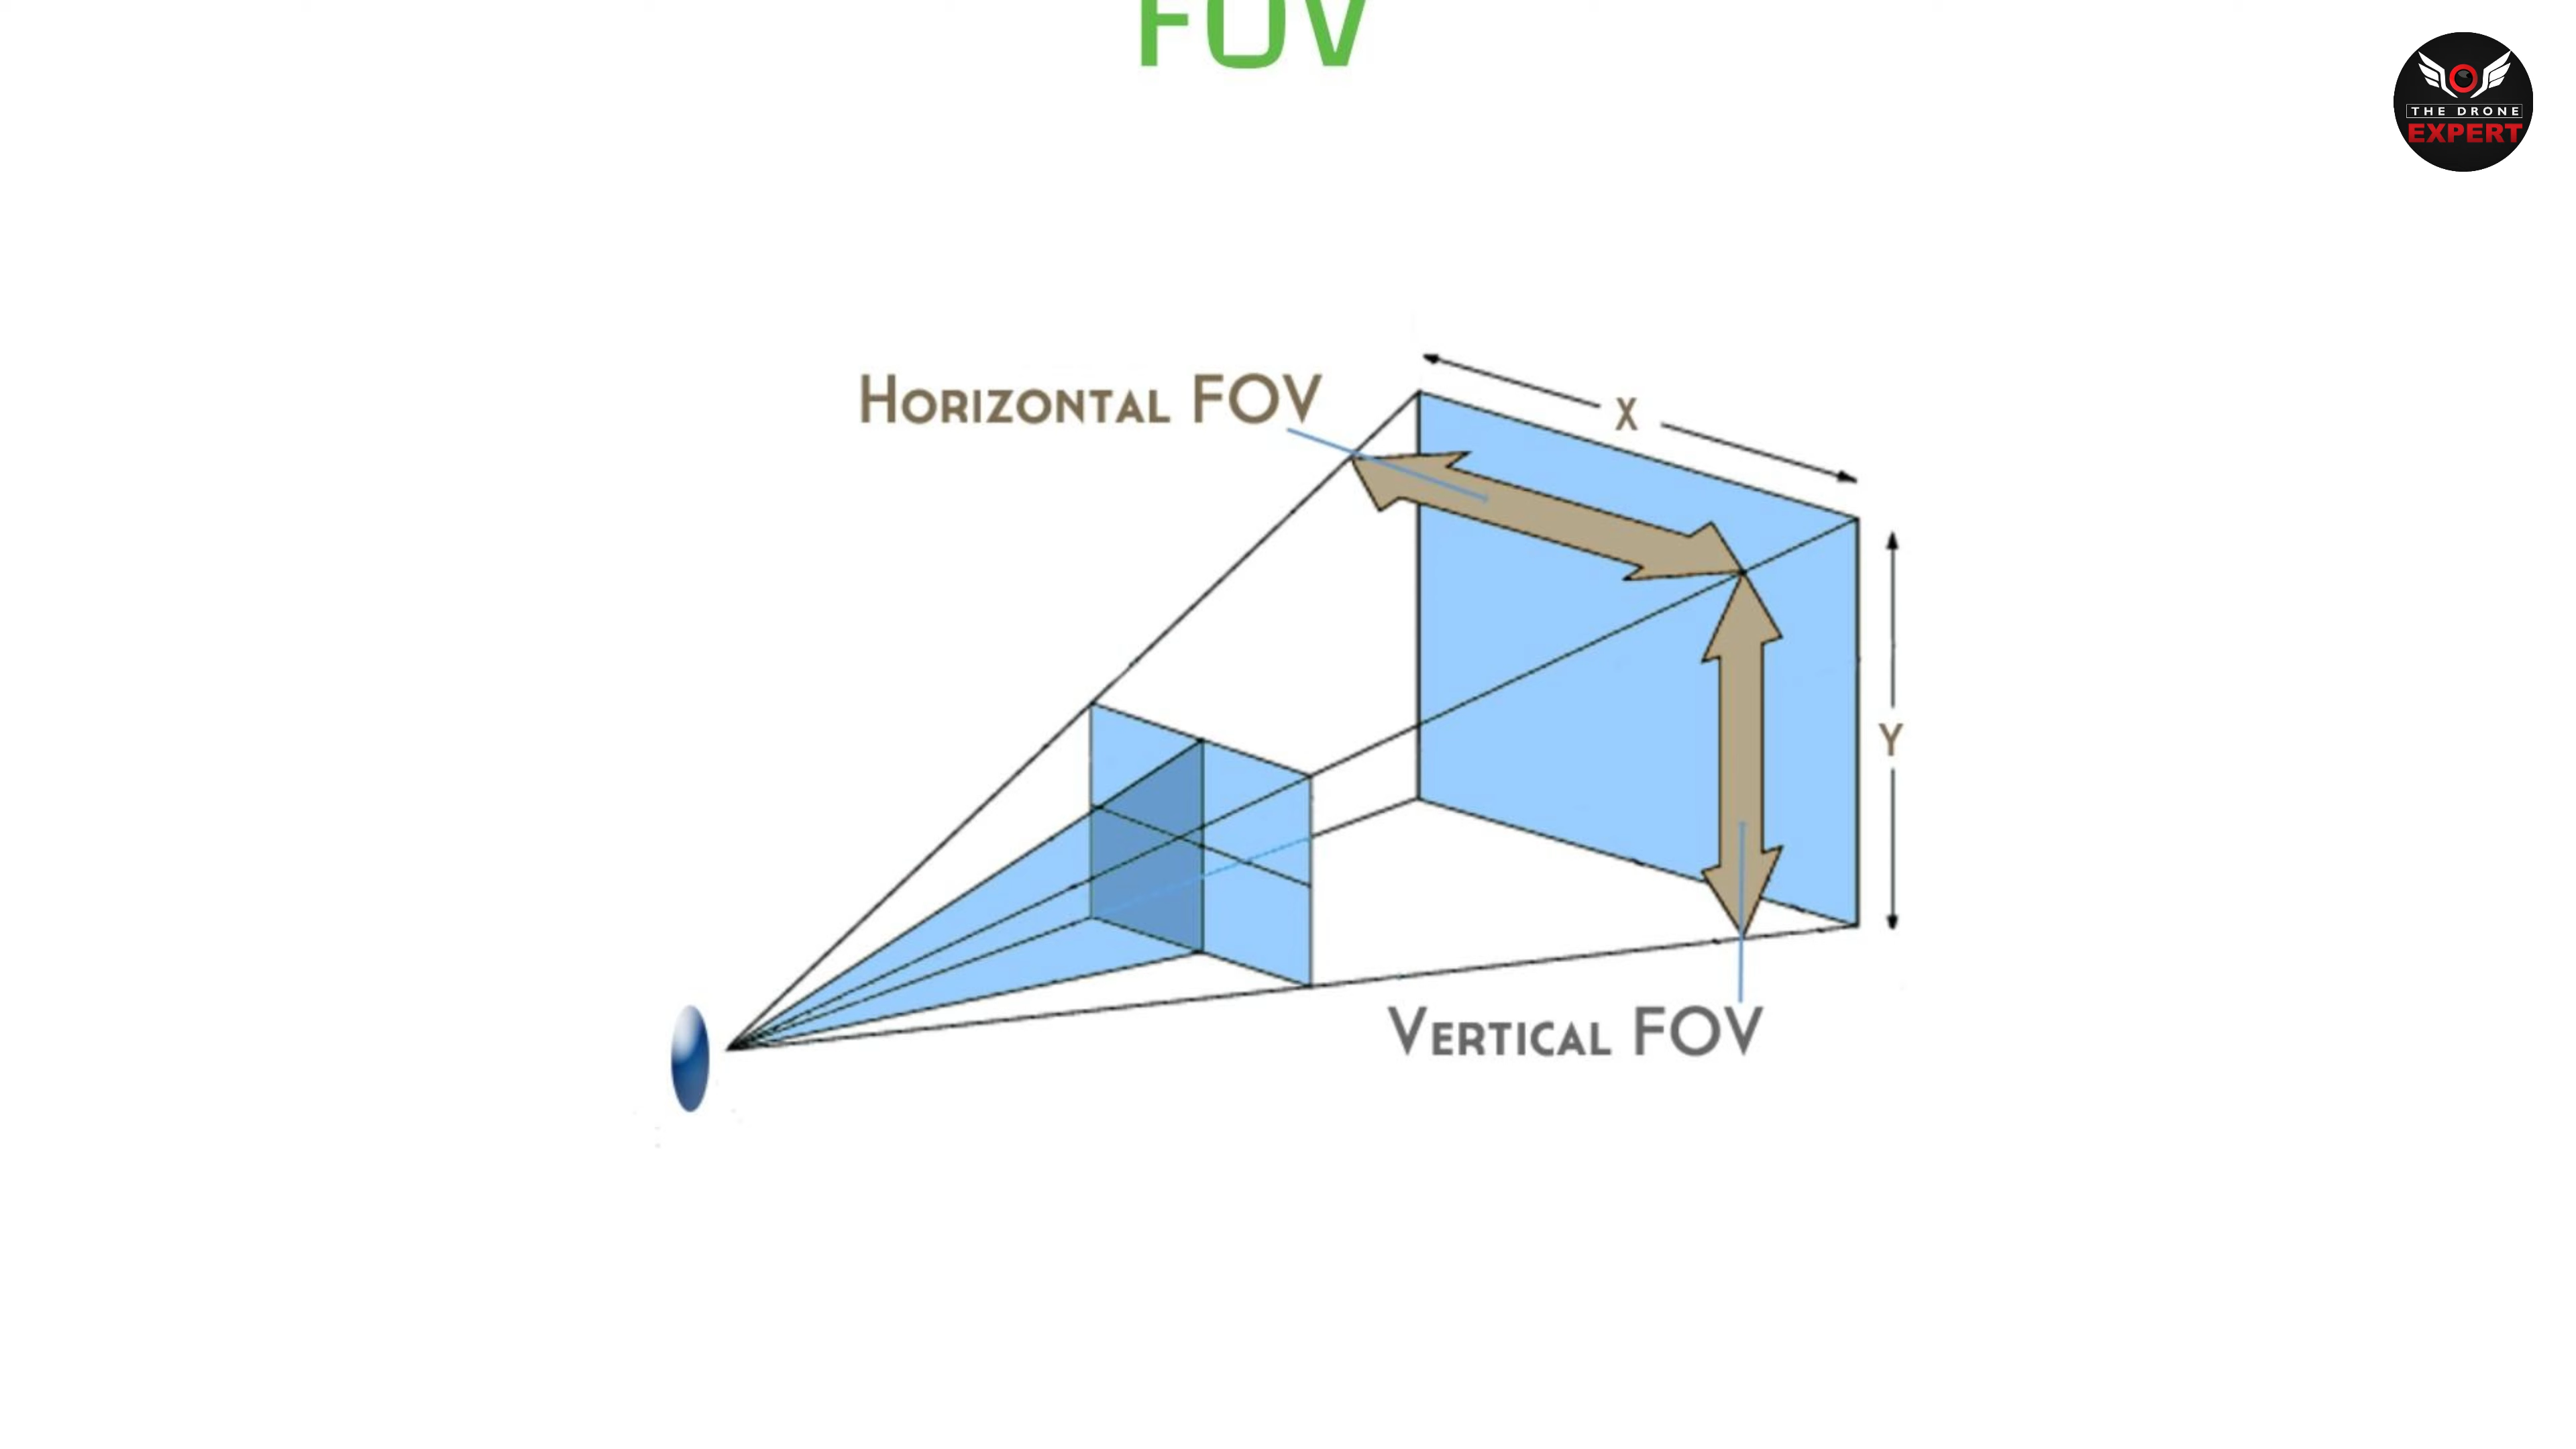 FOV
THE DRONE
EXPERT
HORIZONTAL FOV
X
Y
VERTICAL FOV